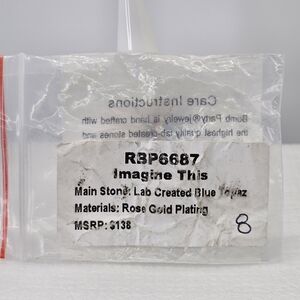 Care Instructions
Bomb Party® jewelry is hand crafted with
the highest quality lab-created stones and
RBP6687
Imagine This
Main Stone: Lab Created Blue Topaz
Materials: Rose Gold Plating
MSRP: $138
8